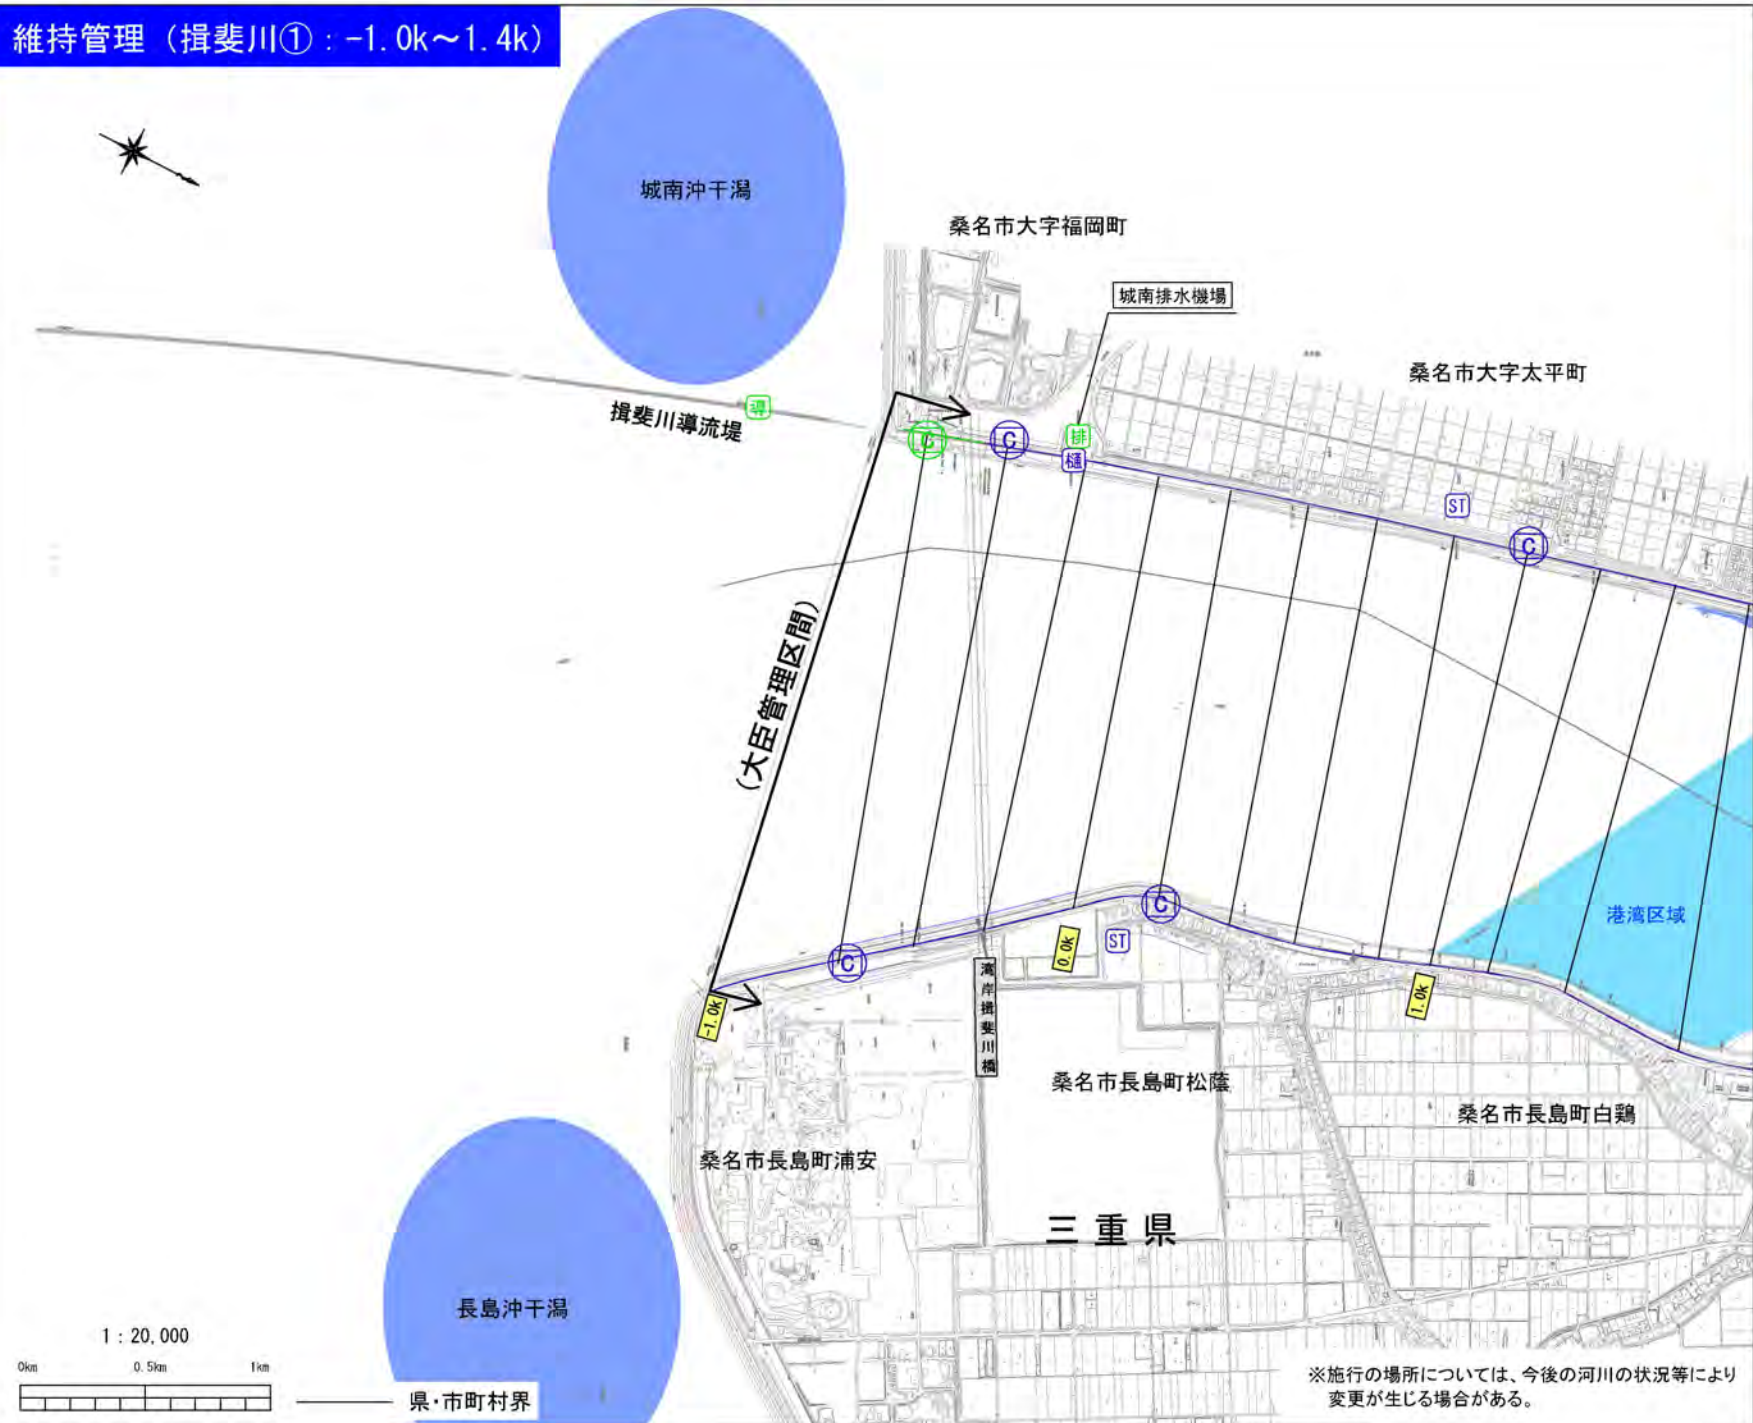 維持管理（揖斐川①：-1.0k～1.4k）
城南沖干潟
桑名市大字福岡町
城南排水機場
桑名市大字太平町
導
揖斐川導流堤
C
C
排
樋
ST
C
（大臣管理区間）
港湾区域
C
ST
0.0k
C
-1.0k
1.0k
湾岸揖斐川橋
桑名市長島町松蔭
桑名市長島町白鶏
桑名市長島町浦安
三重県
長島沖干潟
1：20,000
0km 0.5km 1km
県・市町村界
※施行の場所については、今後の河川の状況等により
変更が生じる場合がある。